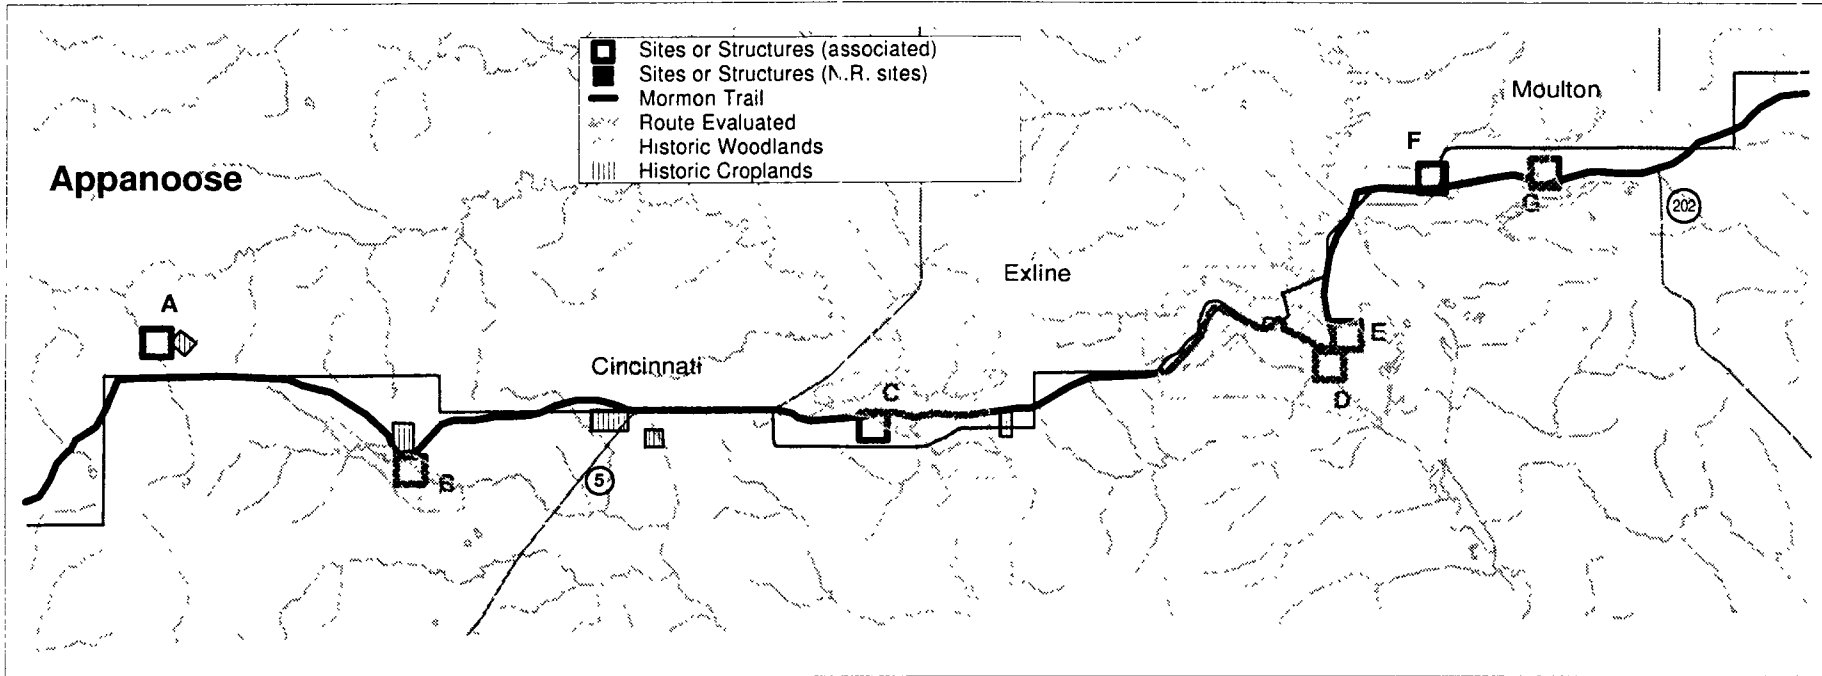 Sites or Structures (associated)
Sites or Structures (N.R. sites)
Mormon Trail
Route Evaluated
Historic Woodlands
Historic Croplands
Moulton
F
Appanoose
G
202
Exline
A
E
Cincinnati
C
D
B
5